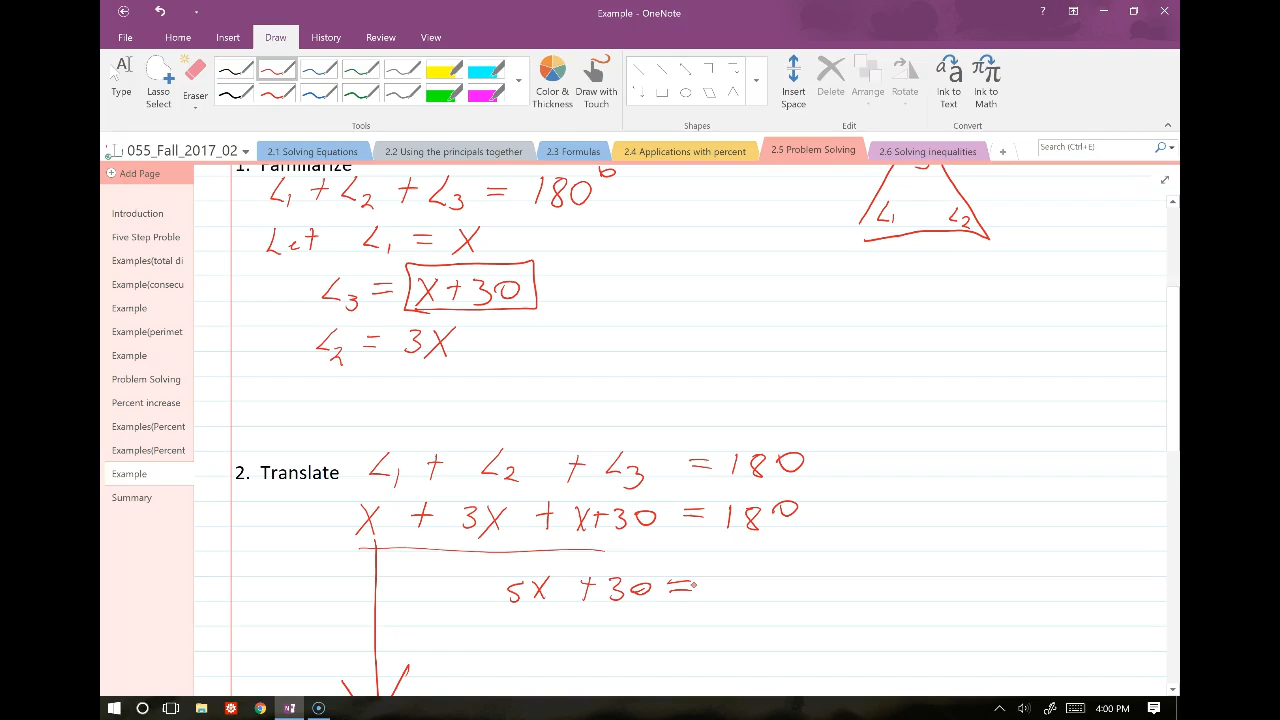 Example - OneNote
File Home Insert Draw History Review View
Type Lasso Select Eraser Color & Thickness Draw with Touch Insert Space Delete Arrange Rotate Ink to Text Ink to Math
Tools Shapes Edit Convert
055_Fall_2017_02 2.1 Solving Equations 2.2 Using the principals together 2.3 Formulas 2.4 Applications with percent 2.5 Problem Solving 2.6 Solving inequalities + Search (Ctrl+E)
Add Page
Introduction
Five Step Proble
Examples(total di
Example(consecu
Example
Example(perimet
Example
Problem Solving
Percent increase
Examples(Percent
Examples(Percent
Example
Summary
1. Familiarize
∠1 + ∠2 + ∠3 = 180°
Let ∠1 = x
∠3 = x + 30
∠2 = 3x
∠1 ∠2
2. Translate ∠1 + ∠2 + ∠3 = 180
x + 3x + x+30 = 180
5x + 30 =
4:00 PM